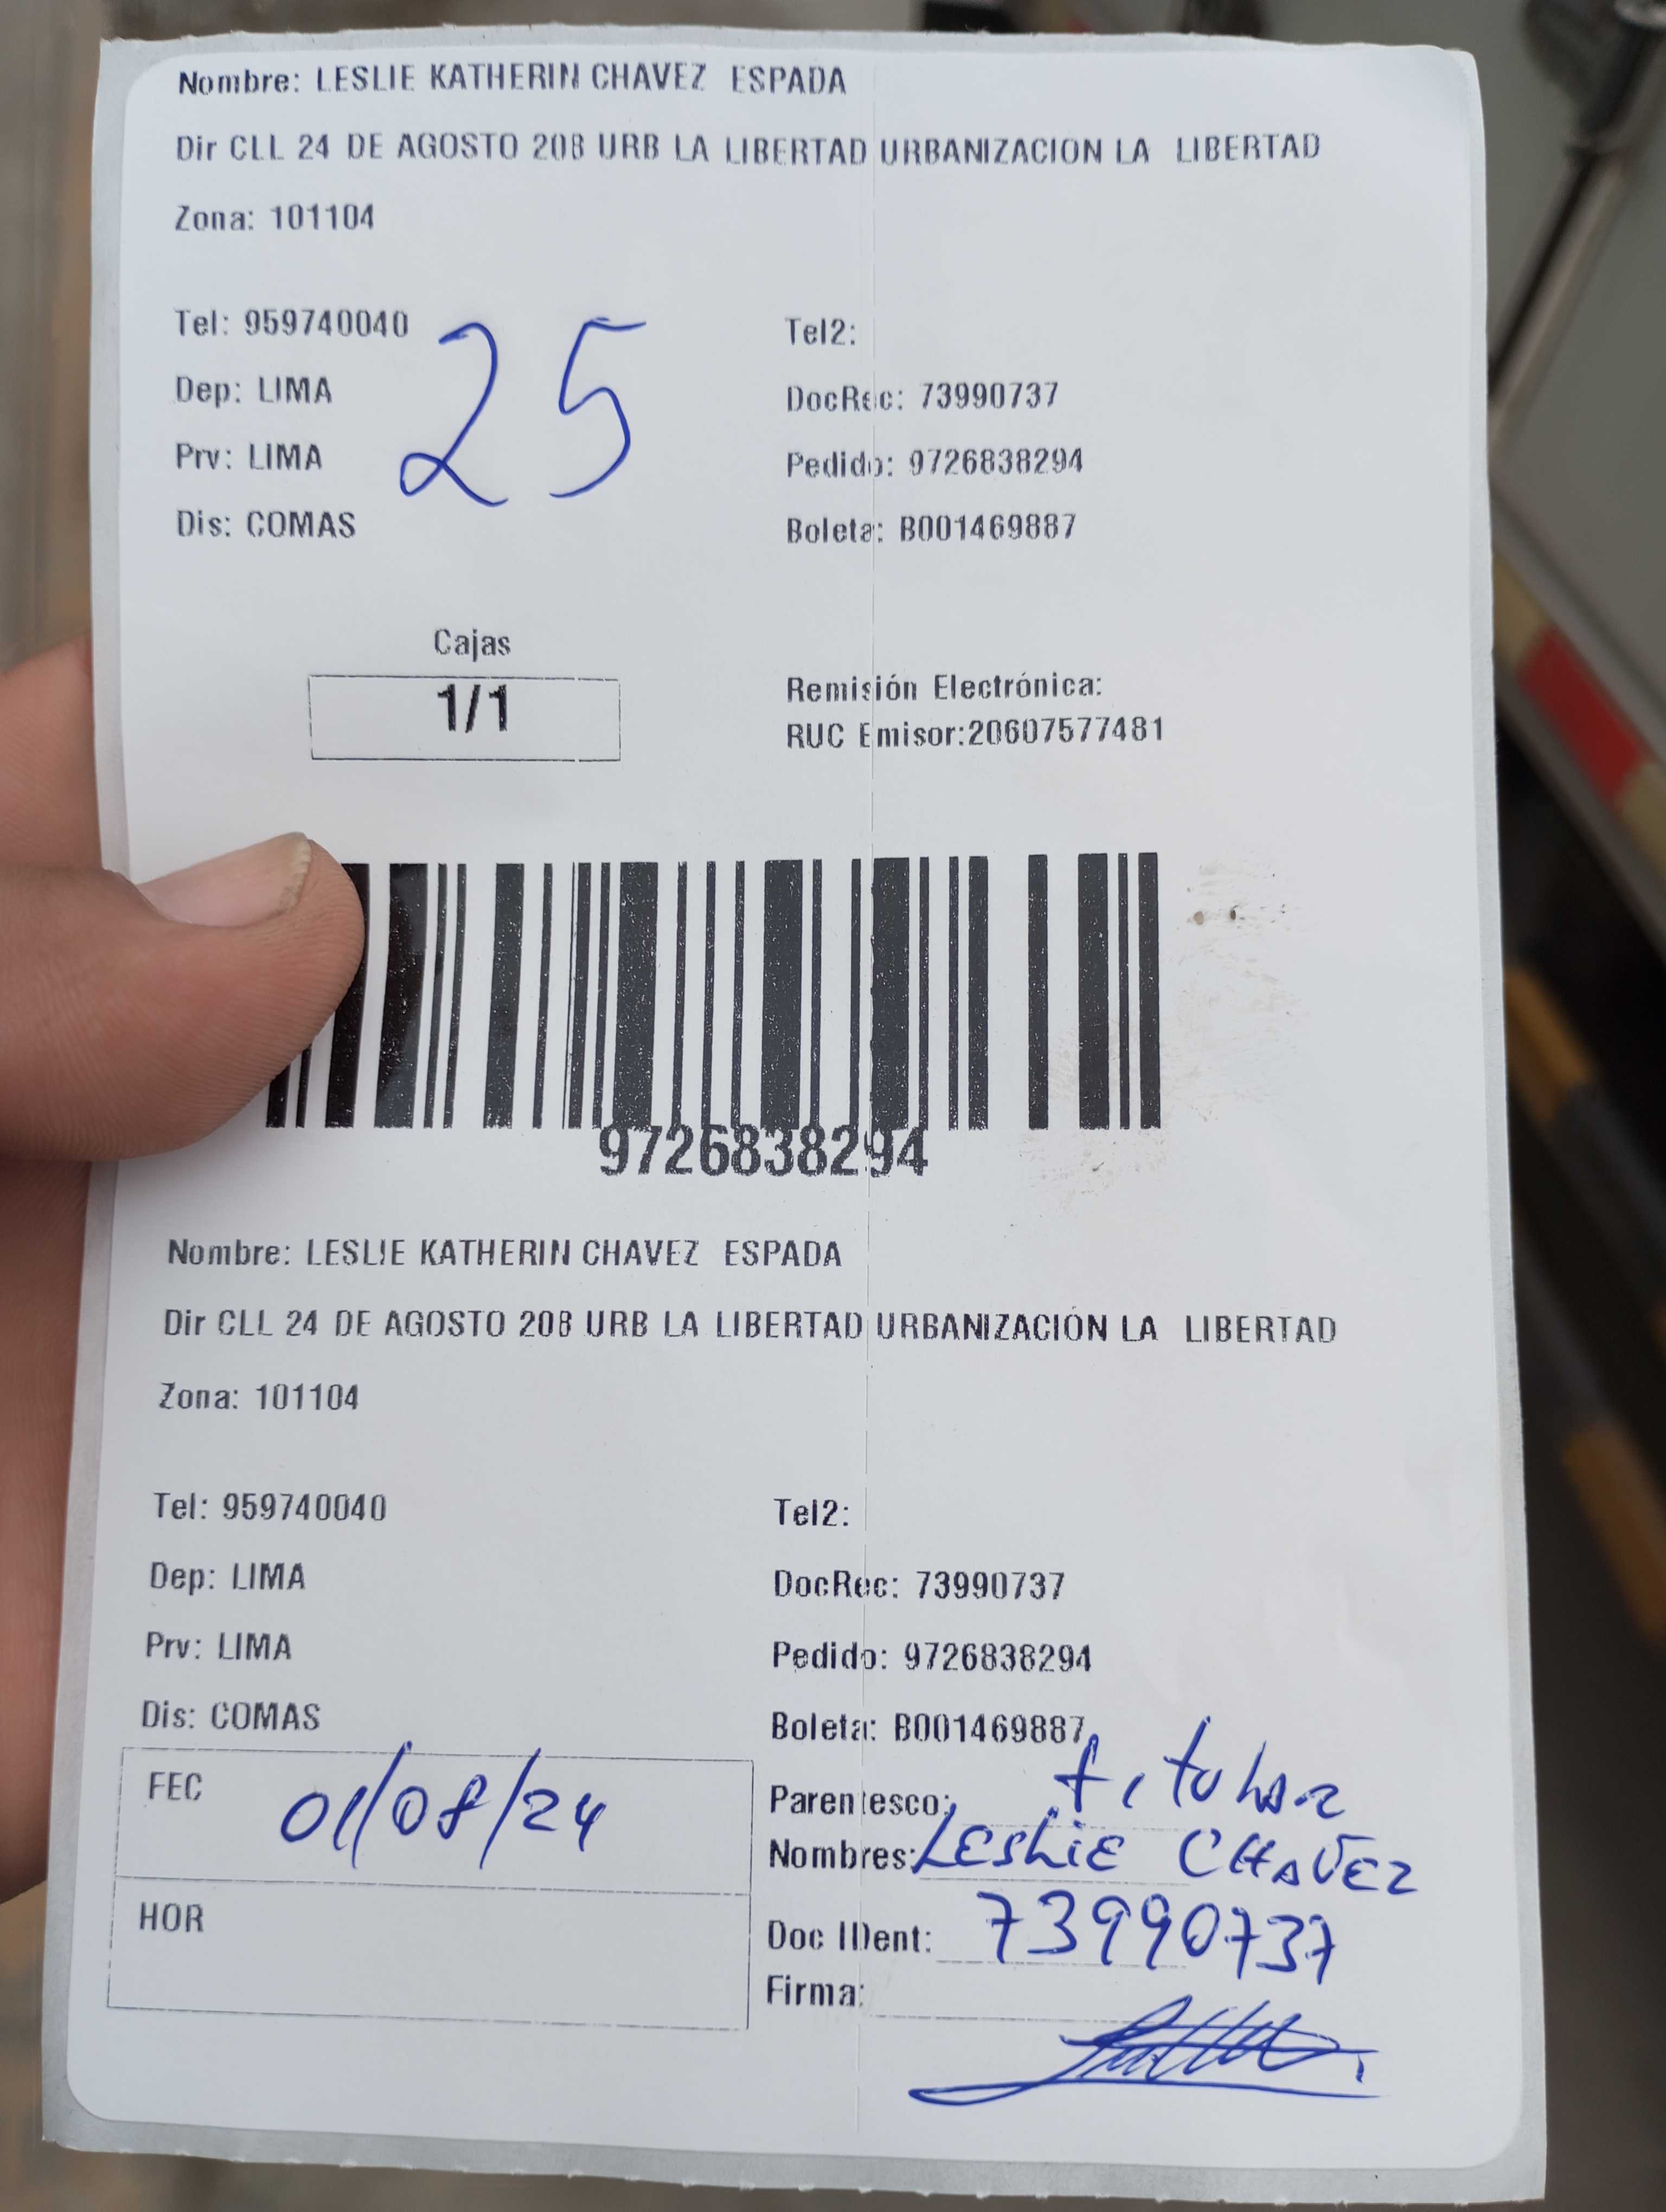 Nombre: LESLIE KATHERIN CHAVEZ ESPADA
Dir CLL 24 DE AGOSTO 208 URB LA LIBERTAD URBANIZACION LA LIBERTAD
Zona: 101104
Tel: 959740040
25
Tel2:
Dep: LIMA
DocRec: 73990737
Prv: LIMA
Pedido: 9726838294
Dis: COMAS
Boleta: B001469887
Cajas
1/1
Remisión Electrónica:
RUC Emisor:20607577481
9726838294
Nombre: LESLIE KATHERIN CHAVEZ ESPADA
Dir CLL 24 DE AGOSTO 208 URB LA LIBERTAD URBANIZACIÓN LA LIBERTAD
Zona: 101104
Tel: 959740040
Tel2:
Dep: LIMA
DocRec: 73990737
Prv: LIMA
Pedido: 9726838294
Dis: COMAS
Boleta: B001469887
FEC 01/08/24
Parentesco: titular
Nombres: LESLIE CHAVEZ
HOR
Doc IDent: 73990737
Firma: